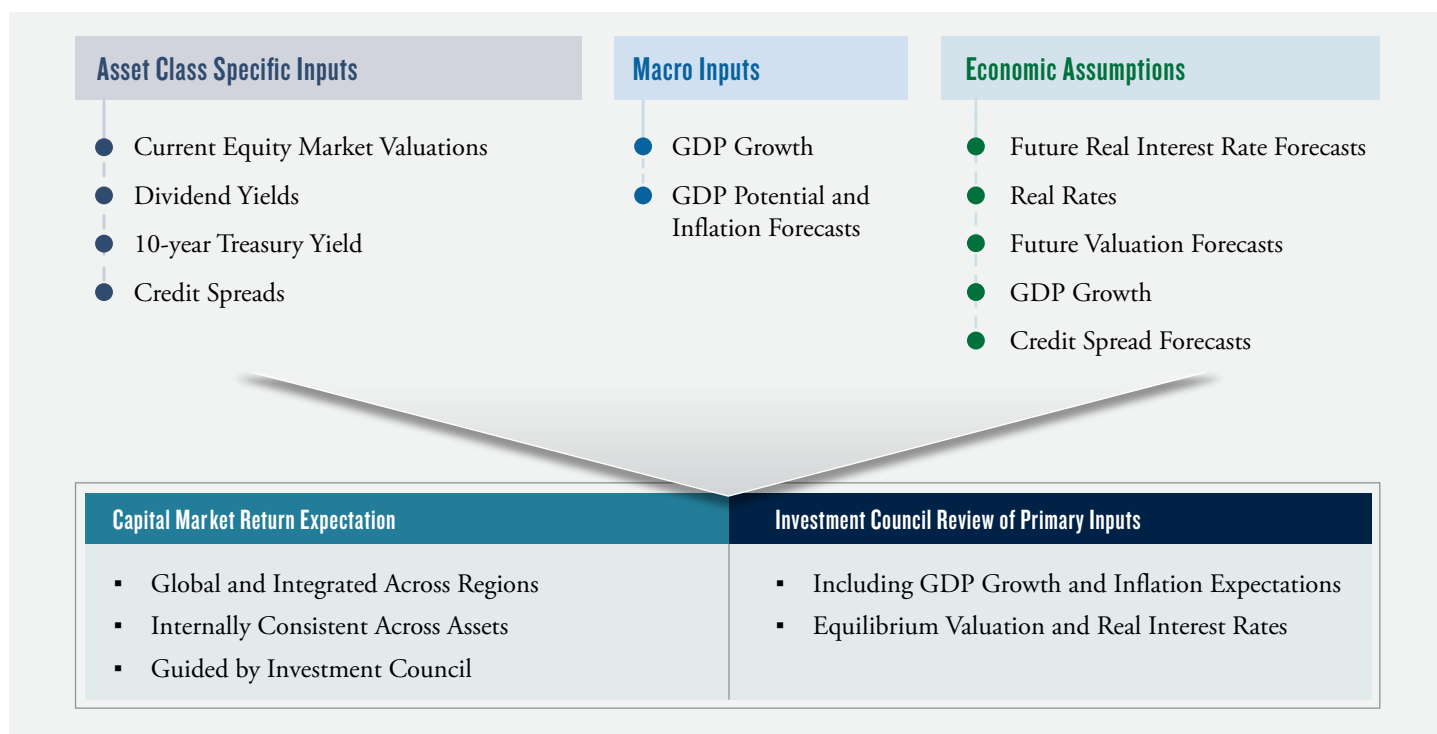 Asset Class Specific Inputs
Current Equity Market Valuations
Dividend Yields
10-year Treasury Yield
Credit Spreads
Macro Inputs
GDP Growth
GDP Potential and
Inflation Forecasts
Economic Assumptions
Future Real Interest Rate Forecasts
Real Rates
Future Valuation Forecasts
GDP Growth
Credit Spread Forecasts
Capital Market Return Expectation
▪ Global and Integrated Across Regions
▪ Internally Consistent Across Assets
▪ Guided by Investment Council
Investment Council Review of Primary Inputs
▪ Including GDP Growth and Inflation Expectations
▪ Equilibrium Valuation and Real Interest Rates